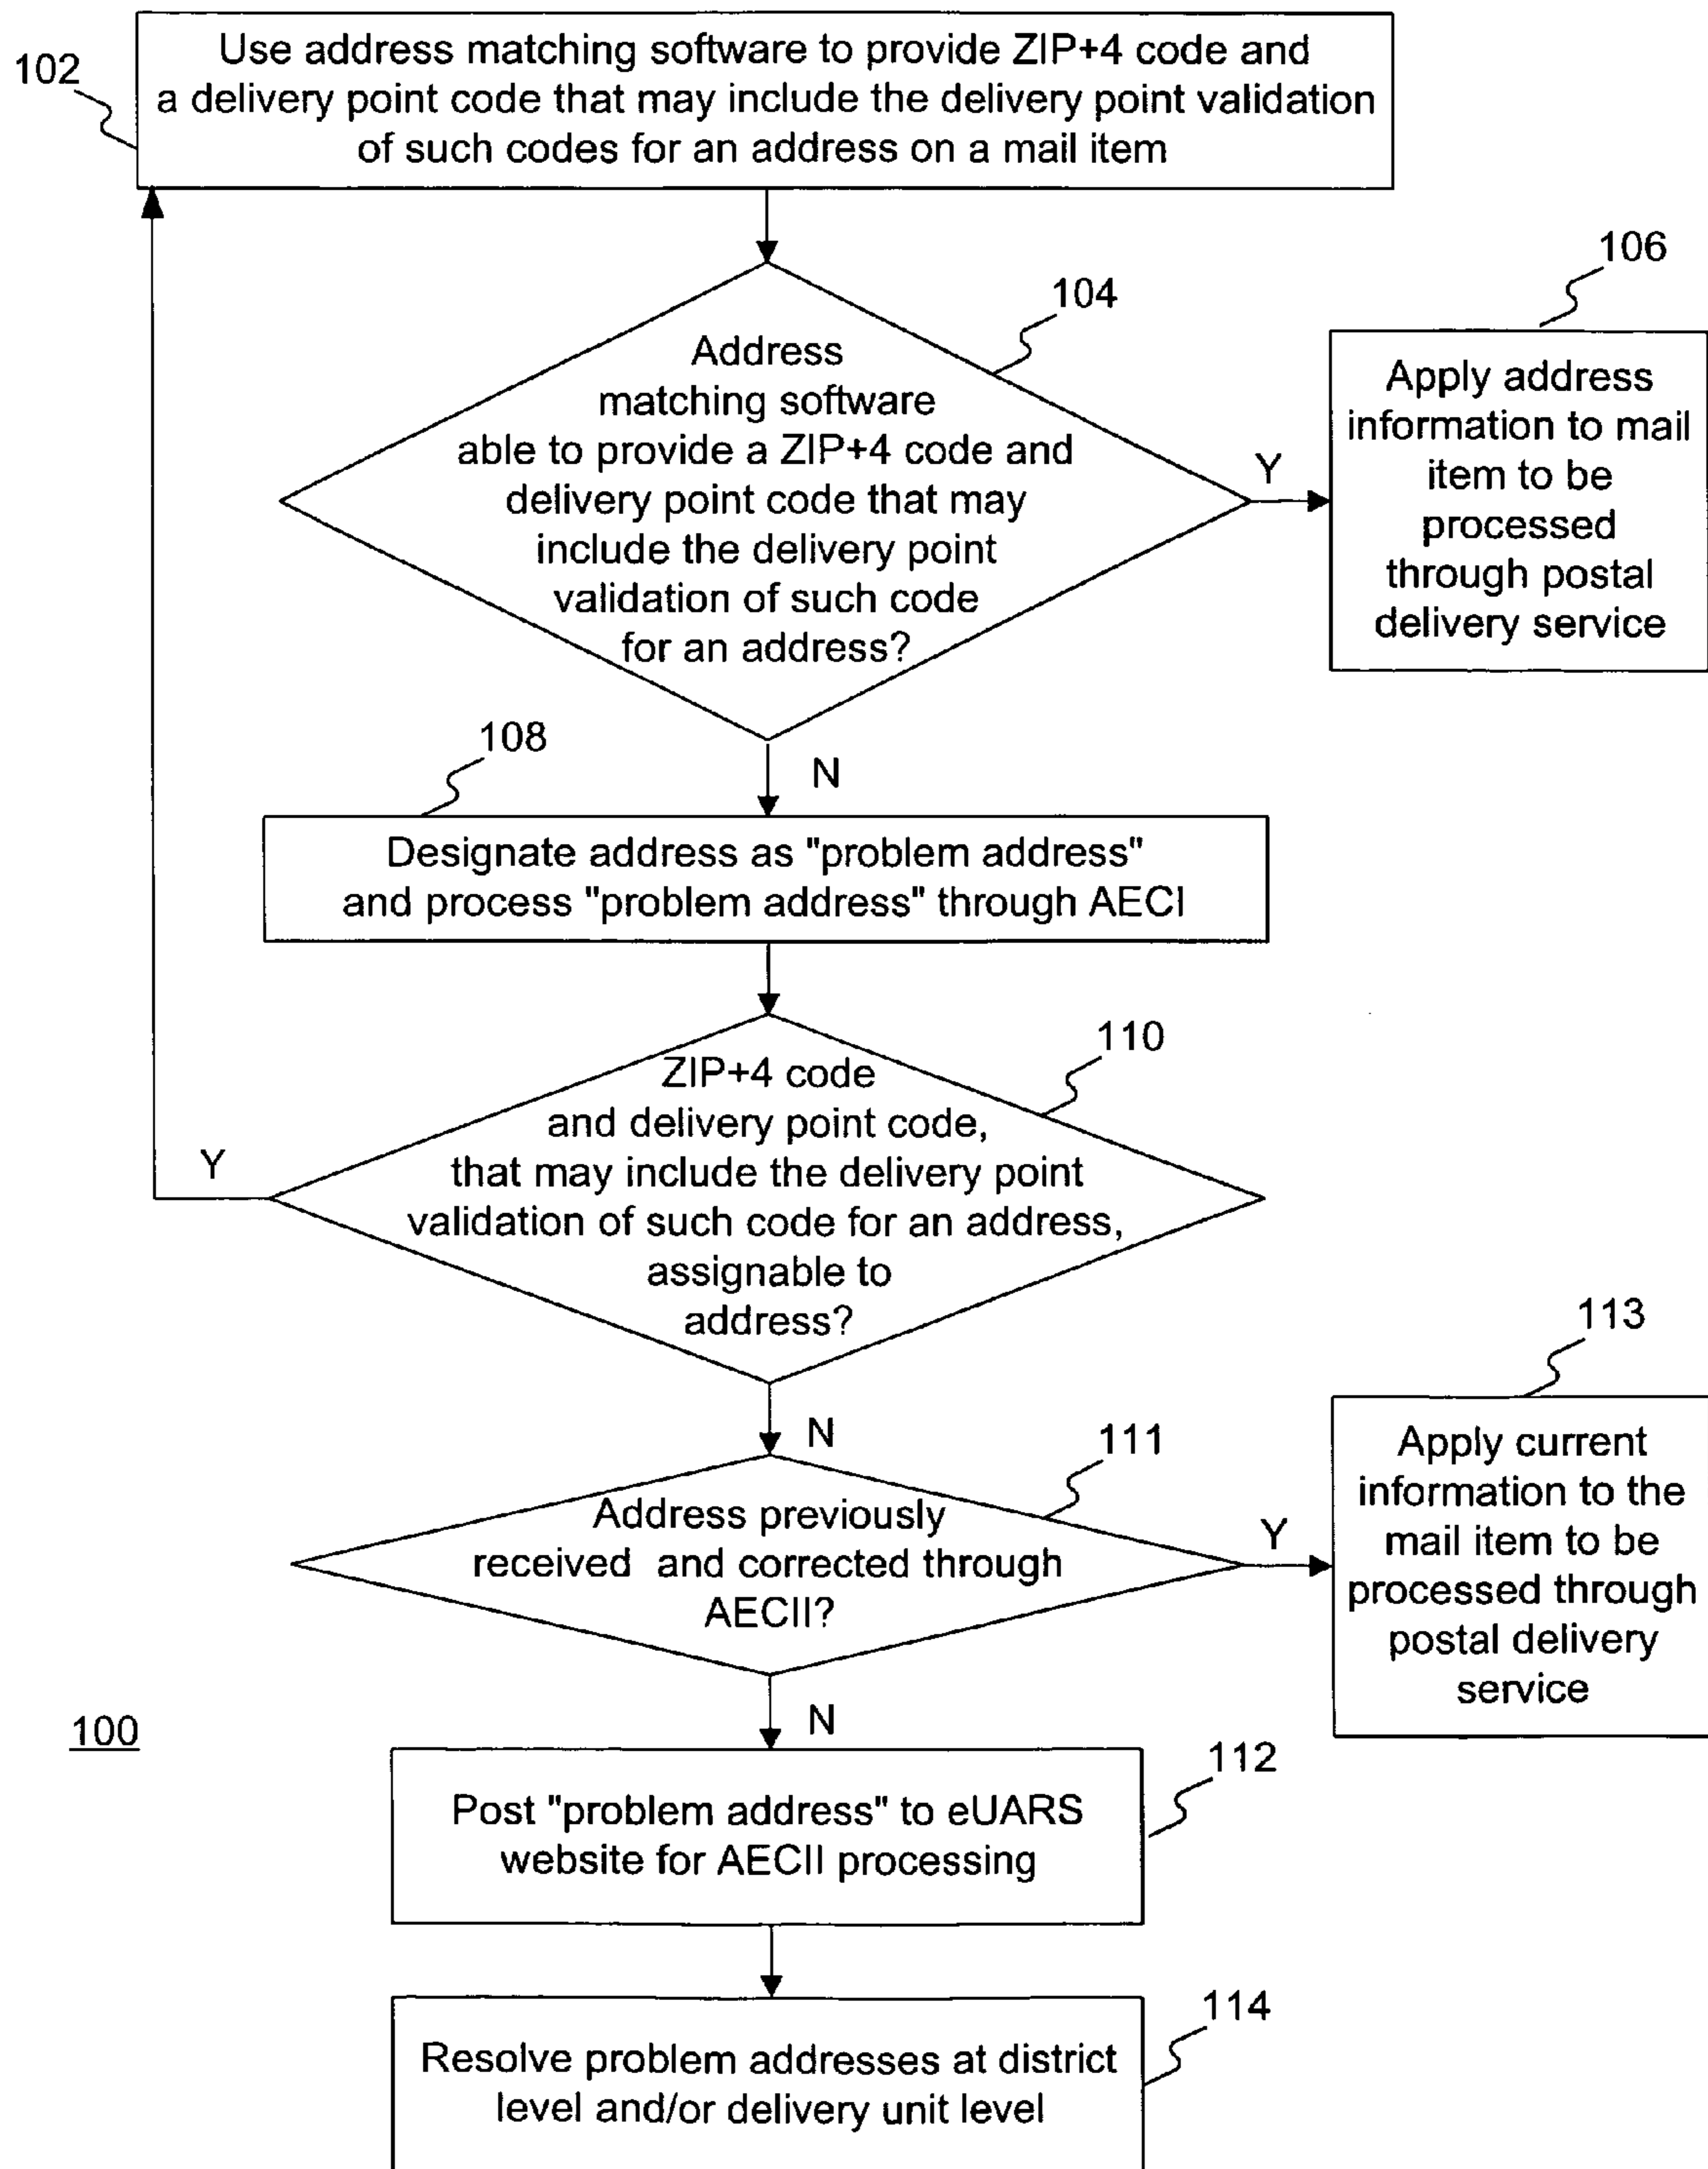 102
Use address matching software to provide ZIP+4 code and
a delivery point code that may include the delivery point validation
of such codes for an address on a mail item
104
Address
matching software
able to provide a ZIP+4 code and
delivery point code that may
include the delivery point
validation of such code
for an address?
Y
106
Apply address
information to mail
item to be
processed
through postal
delivery service
N
108
Designate address as "problem address"
and process "problem address" through AECI
110
ZIP+4 code
and delivery point code,
that may include the delivery point
validation of such code for an address,
assignable to
address?
Y
N
111
Address previously
received and corrected through
AECII?
Y
113
Apply current
information to the
mail item to be
processed through
postal delivery
service
N
100
112
Post "problem address" to eUARS
website for AECII processing
114
Resolve problem addresses at district
level and/or delivery unit level